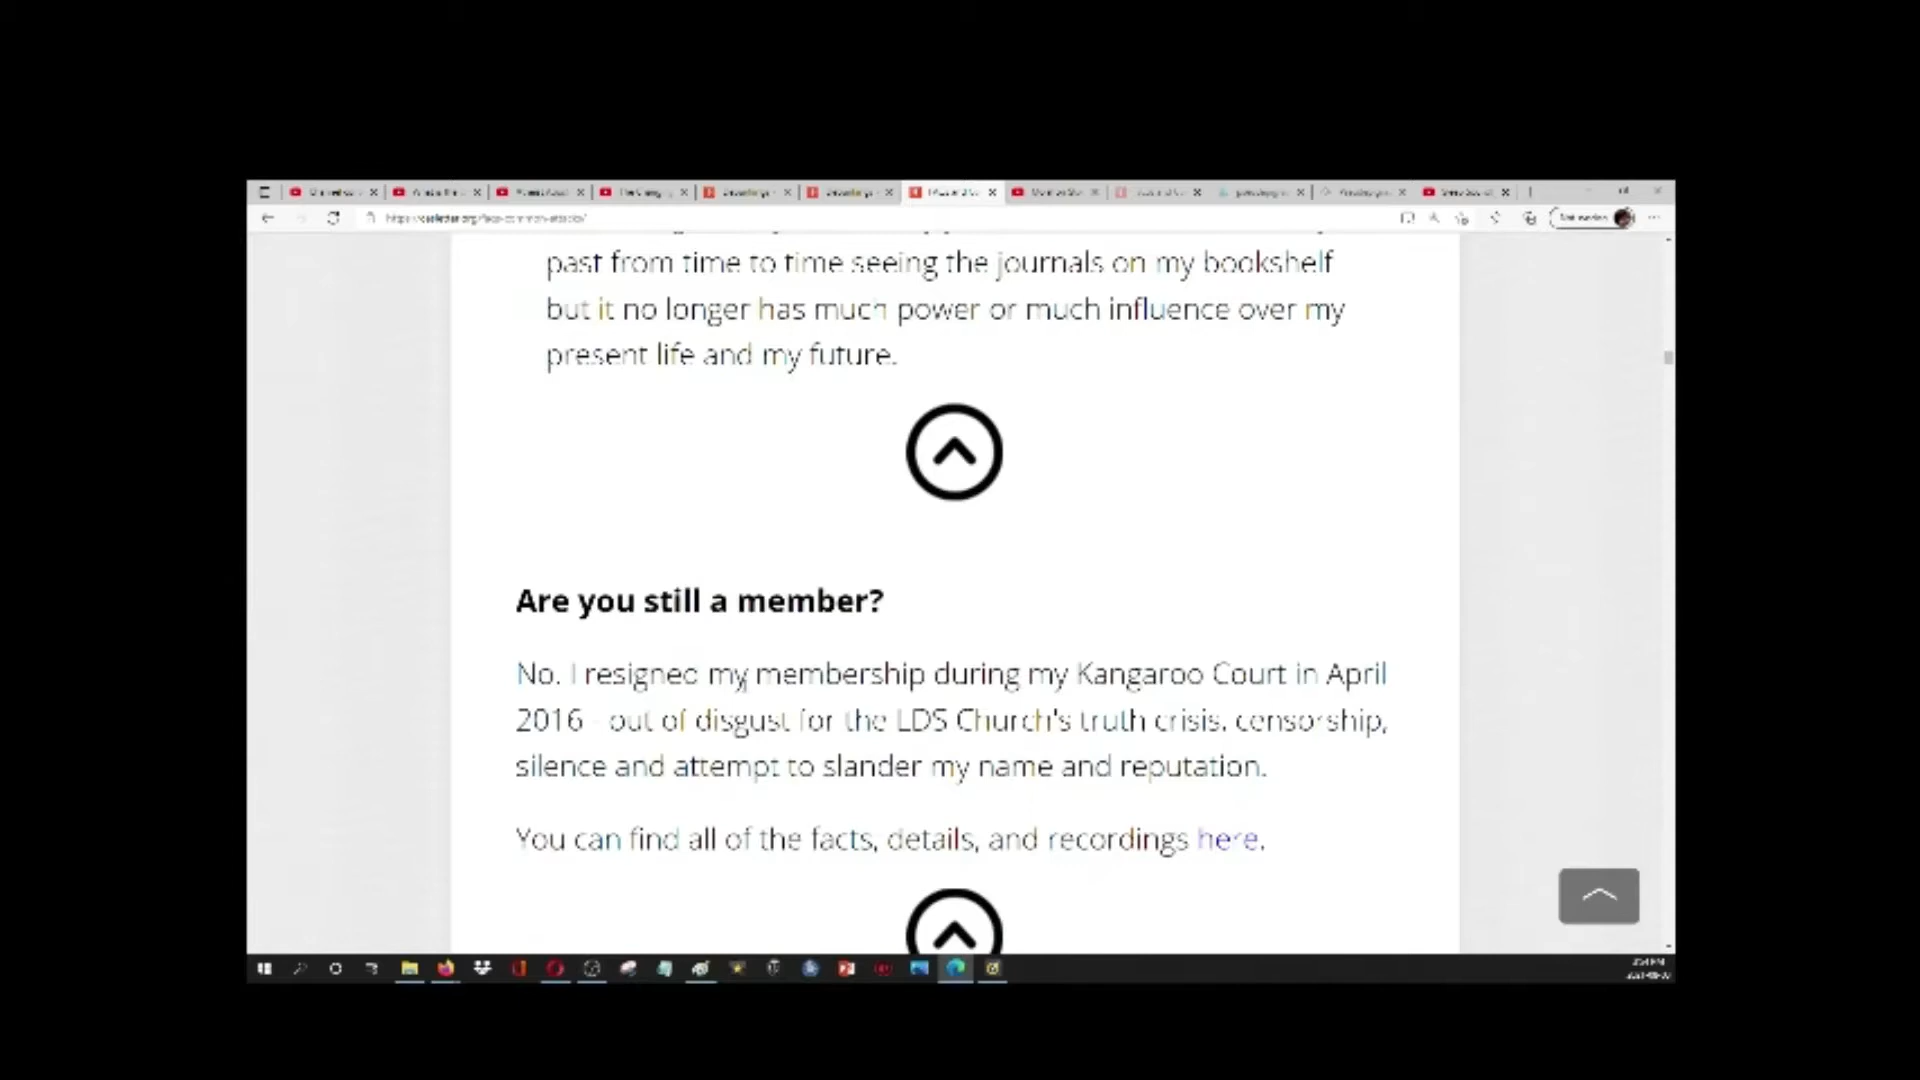 past from time to time seeing the journals on my bookshelf
but it no longer has much power or much influence over my
present life and my future.
Are you still a member?
No. I resigned my membership during my Kangaroo Court in April
2016 - out of disgust for the LDS Church's truth crisis, censorship,
silence and attempt to slander my name and reputation.
You can find all of the facts, details, and recordings here.